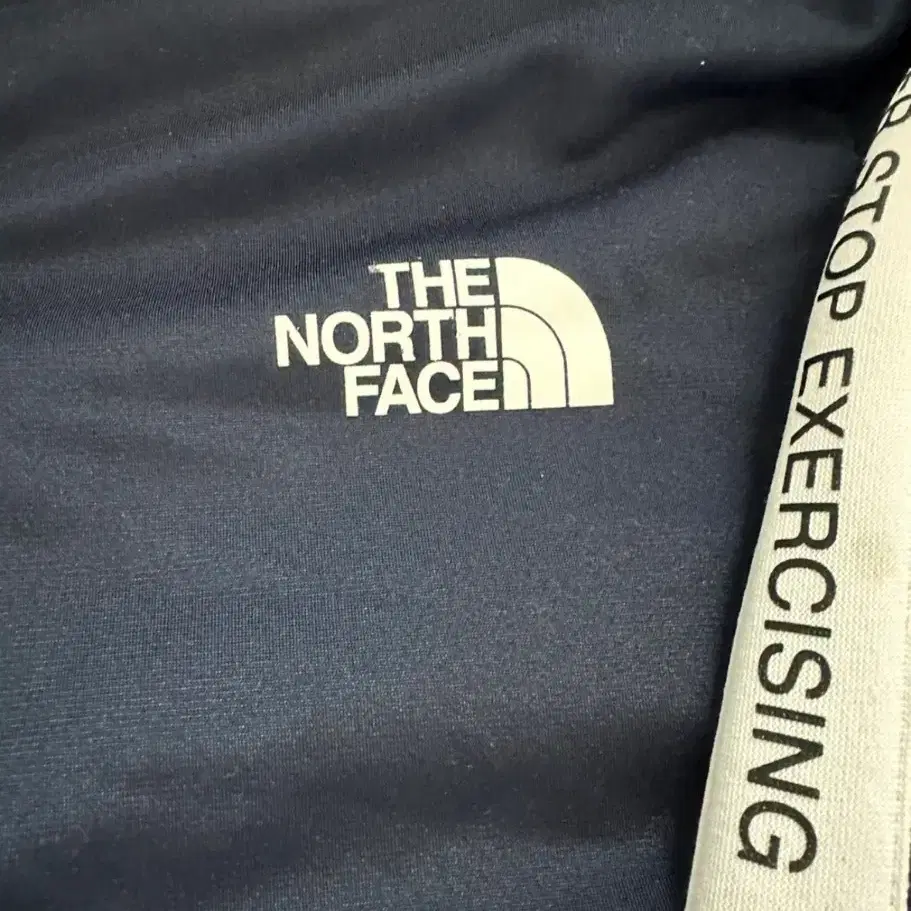 THE
NORTH
FACE
STOP EXERCISING